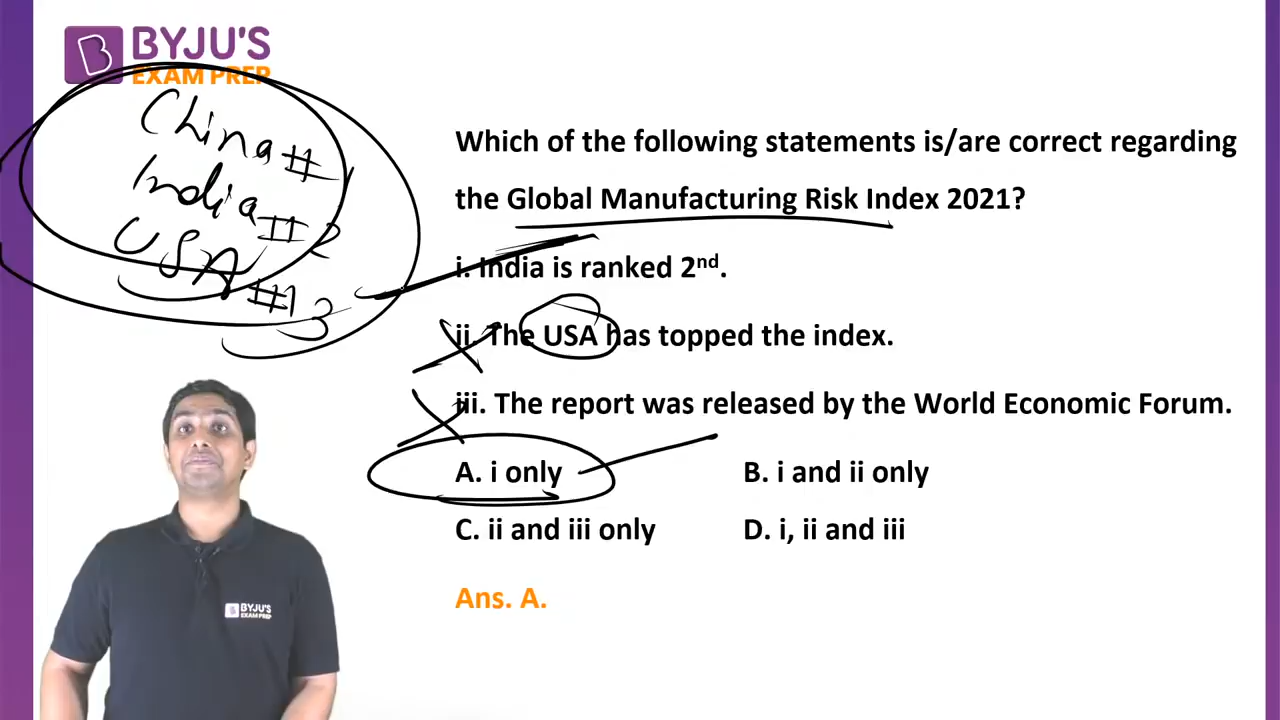 BYJU'S
EXAM PREP
China #1
India #2
USA #3
Which of the following statements is/are correct regarding
the Global Manufacturing Risk Index 2021?
i. India is ranked 2nd.
ii. The USA has topped the index.
iii. The report was released by the World Economic Forum.
A. i only
B. i and ii only
C. ii and iii only
D. i, ii and iii
Ans. A.
BYJU'S
EXAM PREP